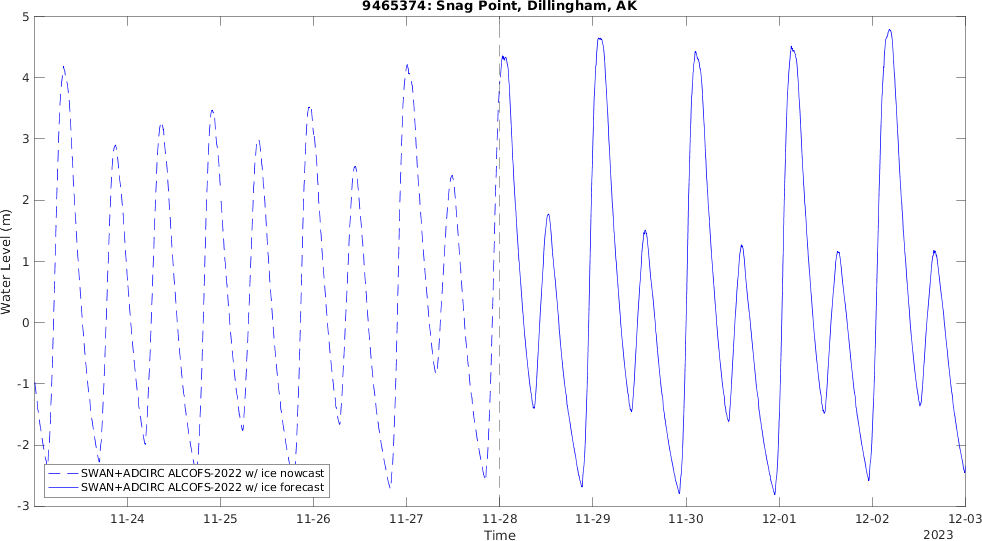 9465374: Snag Point, Dillingham, AK
Water Level (m)
5
4
3
2
1
0
-1
-2
-3
SWAN+ADCIRC ALCOFS-2022 w/ ice nowcast
SWAN+ADCIRC ALCOFS-2022 w/ ice forecast
11-24 11-25 11-26 11-27 11-28 11-29 11-30 12-01 12-02 12-03
Time
2023